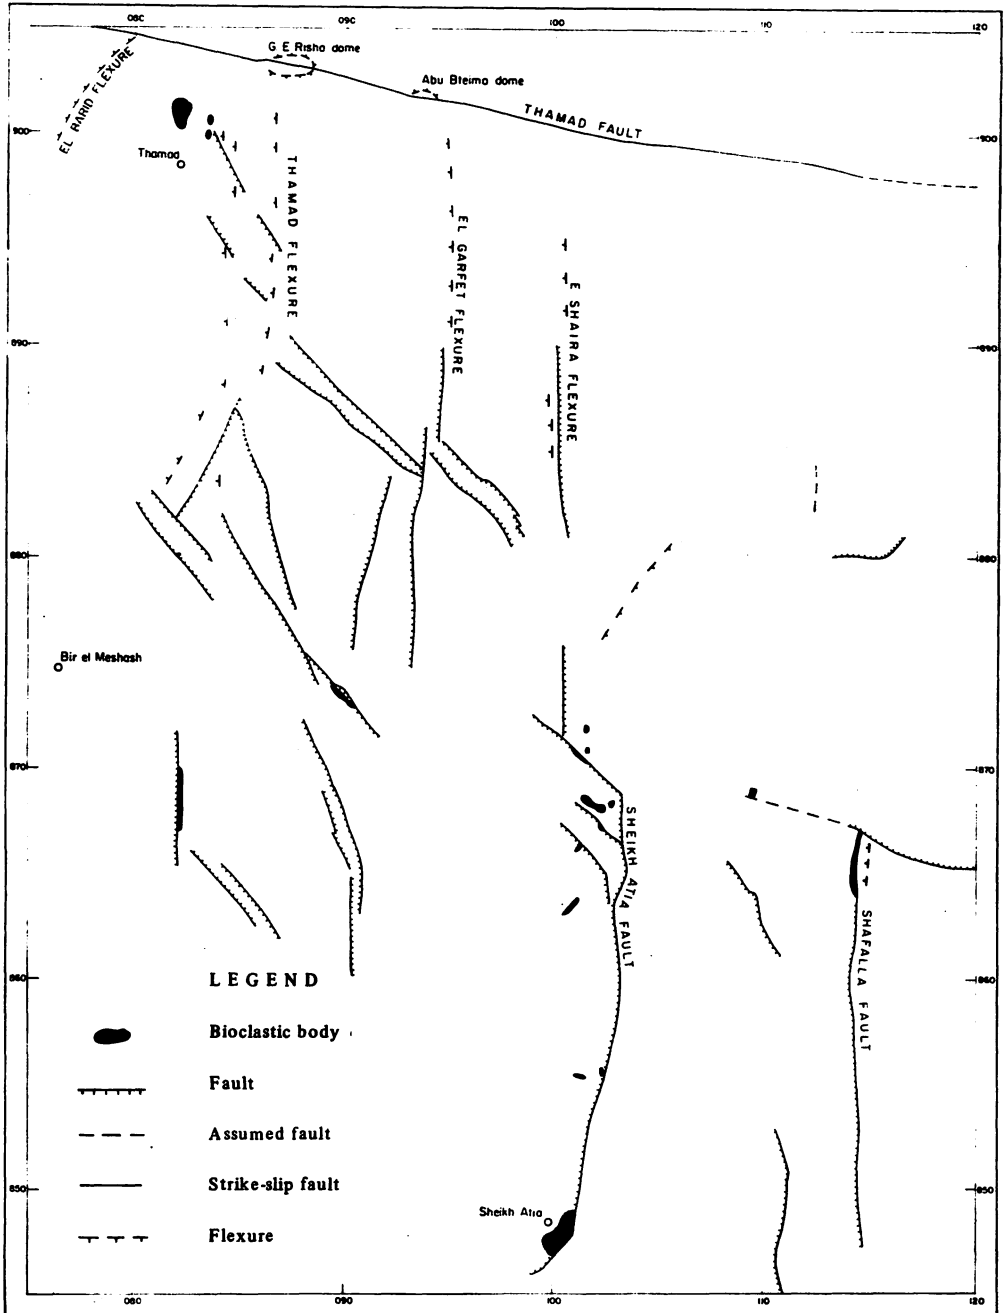 08C 09C 100 110 120
G E Risha dome
Abu Bteima dome
EL RARID FLEXURE
THAMAD FAULT
900 900
Thamad
THAMAD FLEXURE
EL GARFET FLEXURE
E SHAIRA FLEXURE
890 890
880 880
Bir el Meshash
870 870
SHEIKH ATIA FAULT
SHAFALLA FAULT
860 860
LEGEND
Bioclastic body
Fault
Assumed fault
Strike-slip fault
Flexure
850 850
Sheikh Atia
080 090 100 110 120